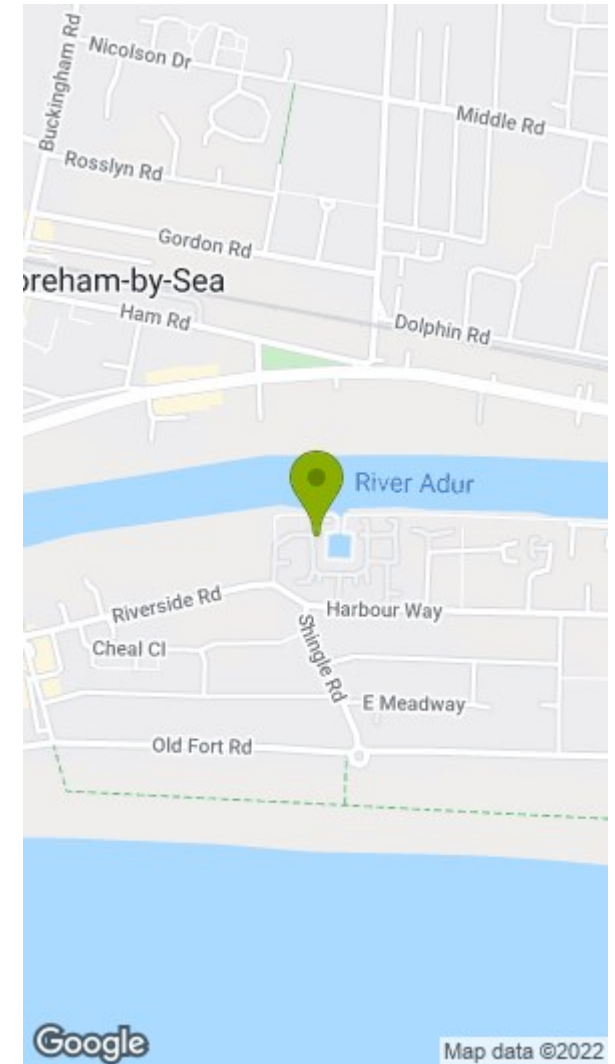 Buckingham Rd
Nicolson Dr
Middle Rd
Rosslyn Rd
Gordon Rd
oreham-by-Sea
Ham Rd
Dolphin Rd
River Adur
Riverside Rd
Harbour Way
Cheal Cl
Shingle Rd
E Meadway
Old Fort Rd
Google
Map data ©2022